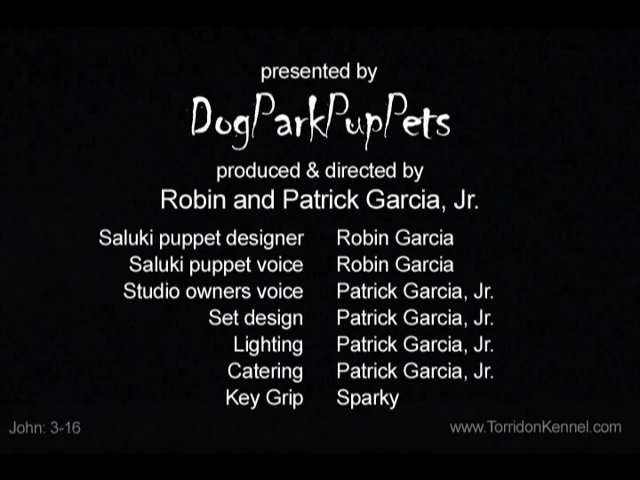 presented by
DogParkPupPets
produced & directed by
Robin and Patrick Garcia, Jr.
Saluki puppet designer Robin Garcia
Saluki puppet voice Robin Garcia
Studio owners voice Patrick Garcia, Jr.
Set design Patrick Garcia, Jr.
Lighting Patrick Garcia, Jr.
Catering Patrick Garcia, Jr.
Key Grip Sparky
John: 3-16 www.TorridonKennel.com